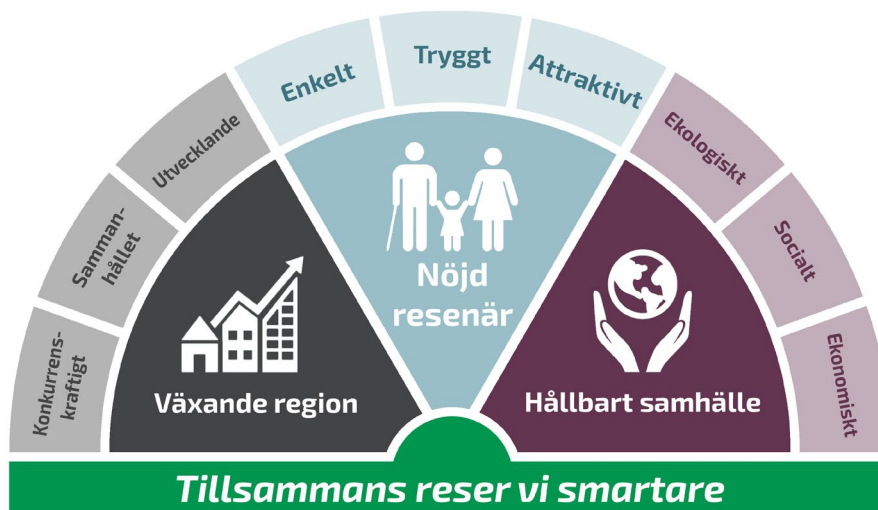 Enkelt
Tryggt
Attraktivt
Utvecklande
Samman-
hållet
Konkurrens-
kraftigt
Ekologiskt
Socialt
Ekonomiskt
Nöjd
resenär
Växande region
Hållbart samhälle
Tillsammans reser vi smartare